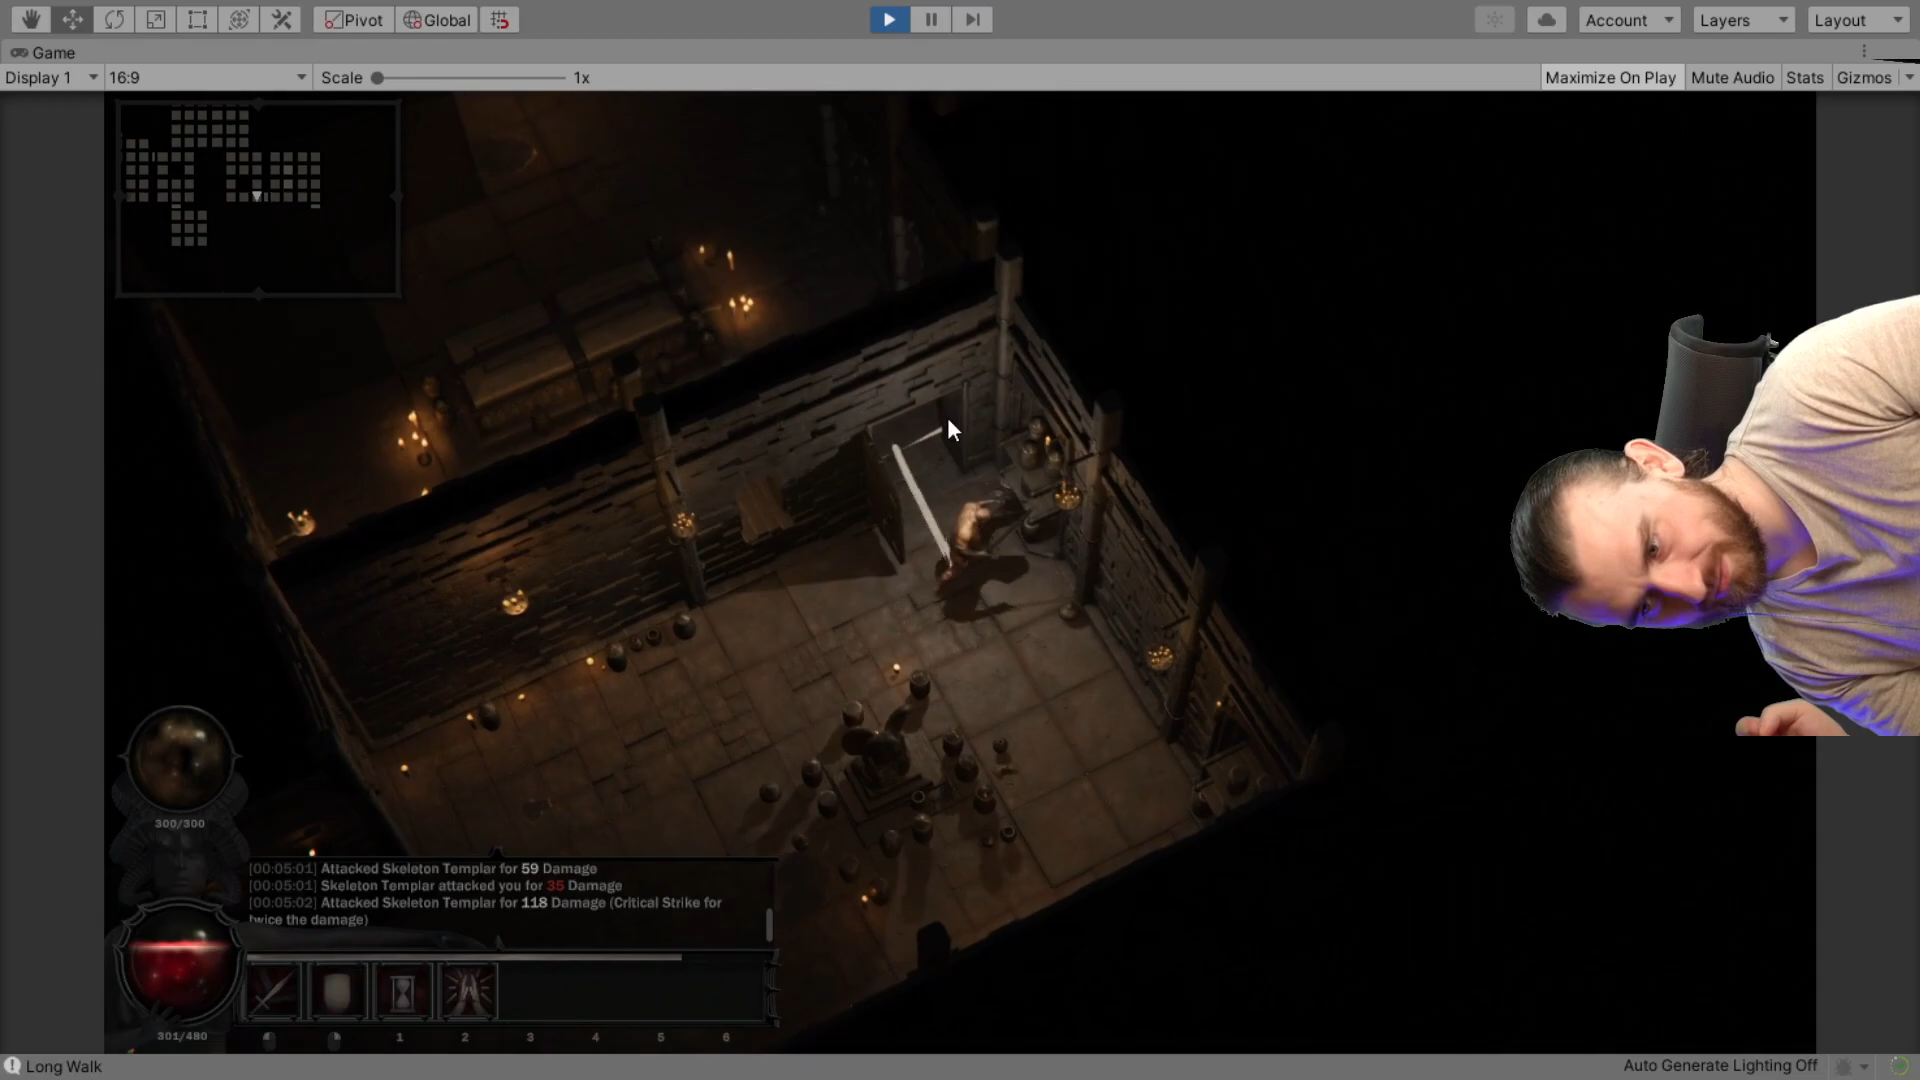 Pivot Global Account Layers Layout
Game
Display 1 16:9 Scale 1x Maximize On Play Mute Audio Stats Gizmos
300/300
[00:05:01] Attacked Skeleton Templar for 59 Damage
[00:05:01] Skeleton Templar attacked you for 35 Damage
[00:05:02] Attacked Skeleton Templar for 118 Damage (Critical Strike for
twice the damage)
301/480 1 2 3 4 5 6
Long Walk Auto Generate Lighting Off